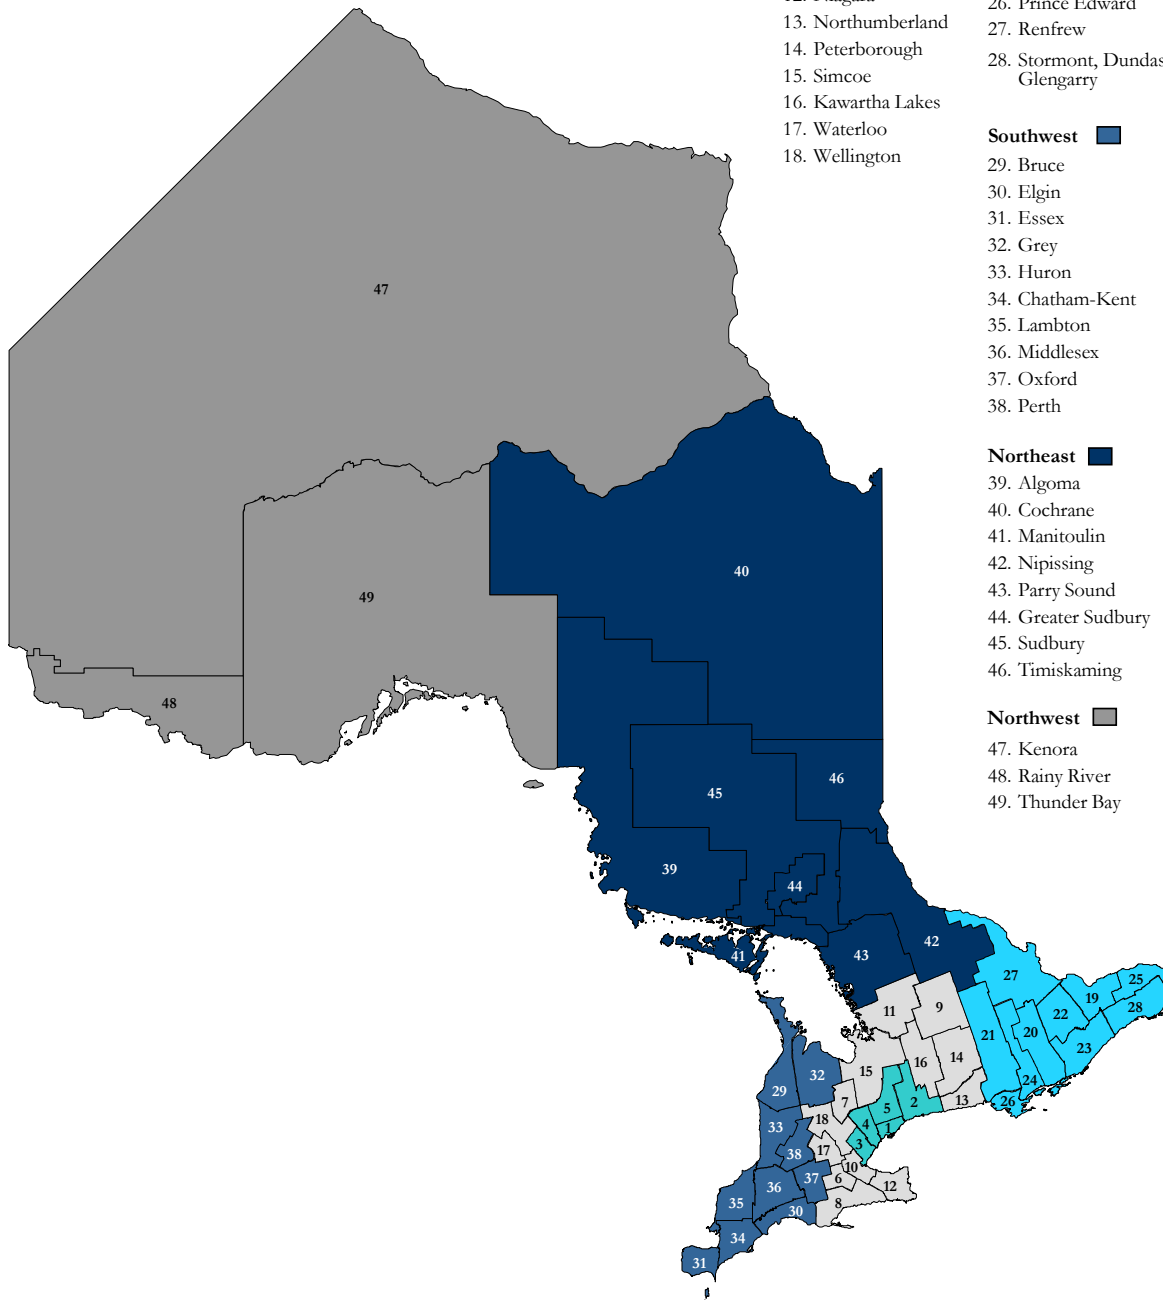 12. Niagara
13. Northumberland
14. Peterborough
15. Simcoe
16. Kawartha Lakes
17. Waterloo
18. Wellington
26. Prince Edward
27. Renfrew
28. Stormont, Dundas
Glengarry
Southwest
29. Bruce
30. Elgin
31. Essex
32. Grey
33. Huron
34. Chatham-Kent
35. Lambton
36. Middlesex
37. Oxford
38. Perth
Northeast
39. Algoma
40. Cochrane
41. Manitoulin
42. Nipissing
43. Parry Sound
44. Greater Sudbury
45. Sudbury
46. Timiskaming
Northwest
47. Kenora
48. Rainy River
49. Thunder Bay
47
40
49
48
46
45
39
44
42
41
43
27
25
19
11
9
28
22
21
20
23
14
16
15
32
24
29
7
2
13
26
5
18
4
33
1
3
17
38
10
6
37
36
12
35
8
30
34
31